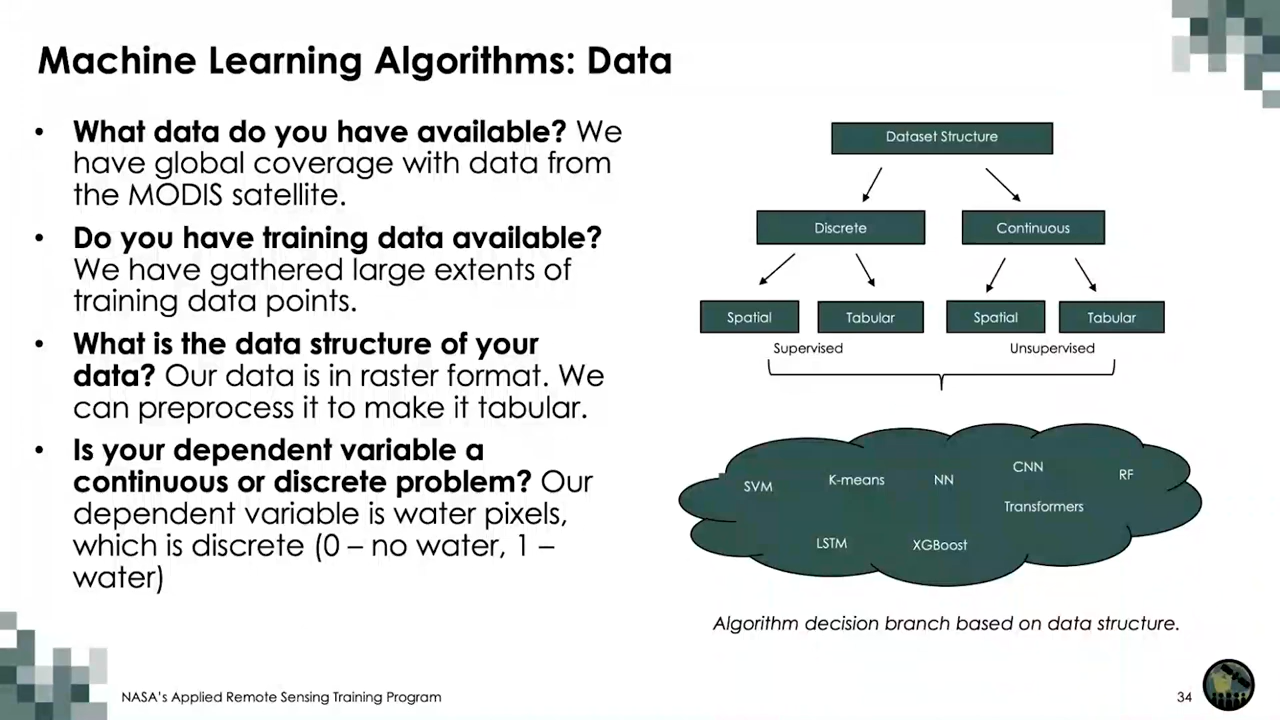 Machine Learning Algorithms: Data
• What data do you have available? We
have global coverage with data from
the MODIS satellite.
• Do you have training data available?
We have gathered large extents of
training data points.
• What is the data structure of your
data? Our data is in raster format. We
can preprocess it to make it tabular.
• Is your dependent variable a
continuous or discrete problem? Our
dependent variable is water pixels,
which is discrete (0 – no water, 1 –
water)
Dataset Structure
Discrete
Continuous
Spatial
Tabular
Spatial
Tabular
Supervised
Unsupervised
SVM
K-means
NN
CNN
RF
Transformers
LSTM
XGBoost
Algorithm decision branch based on data structure.
NASA's Applied Remote Sensing Training Program
34